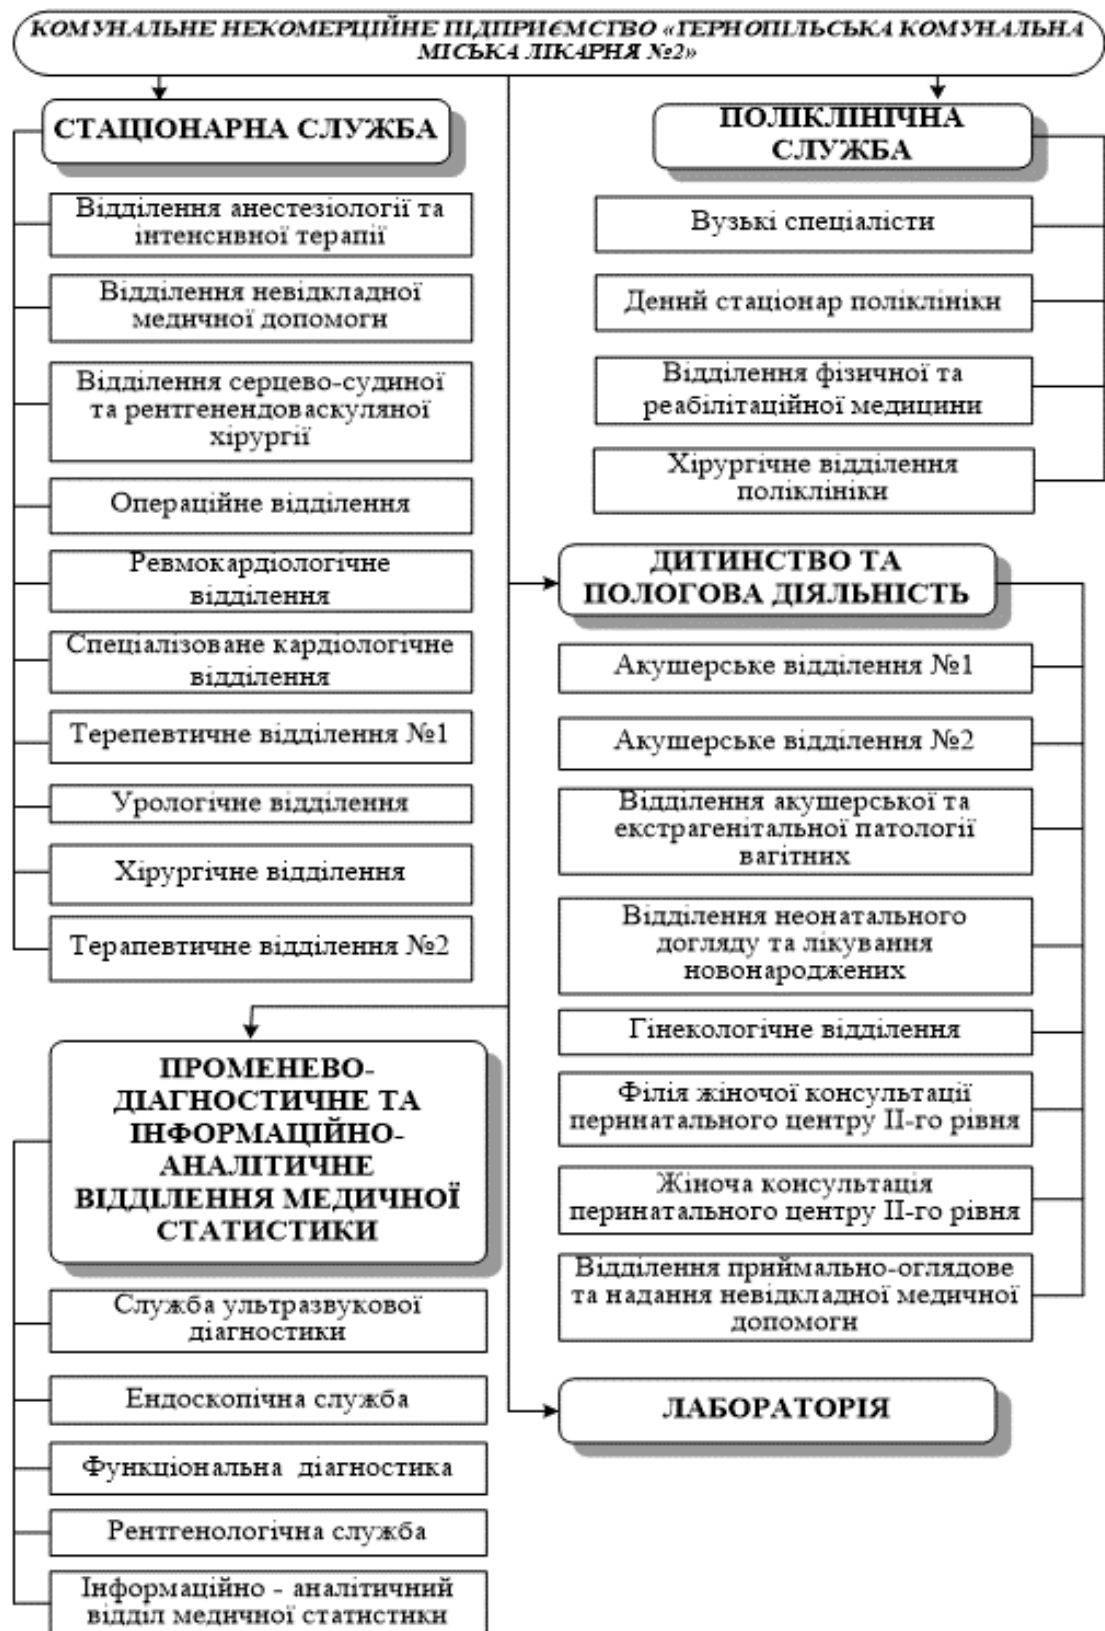 КОМУНАЛЬНЕ НЕКОМЕРЦІЙНЕ ПІДПРИЄМСТВО «ТЕРНОПІЛЬСЬКА КОМУНАЛЬНА
МІСЬКА ЛІКАРНЯ №2»
СТАЦІОНАРНА СЛУЖБА
Відділення анестезіології та
інтенсивної терапії
Відділення невідкладної
медичної допомоги
Відділення серцево-судиної
та рентгенендоваскуляної
хірургії
Операційне відділення
Ревмокардіологічне
відділення
Спеціалізоване кардіологічне
відділення
Терепевтичне відділення №1
Урологічне відділення
Хірургічне відділення
Терапевтичне відділення №2
ПРОМЕНЕВО-
ДІАГНОСТИЧНЕ ТА
ІНФОРМАЦІЙНО-
АНАЛІТИЧНЕ
ВІДДІЛЕННЯ МЕДИЧНОЇ
СТАТИСТИКИ
Служба ультразвукової
діагностики
Ендоскопічна служба
Функціональна діагностика
Рентгенологічна служба
Інформаційно - аналітичний
відділ медичної статистики
ПОЛІКЛІНІЧНА
СЛУЖБА
Вузькі спеціалісти
Дений стаціонар поліклініки
Відділення фізичної та
реабілітаційної медицини
Хірургічне відділення
поліклініки
ДИТИНСТВО ТА
ПОЛОГОВА ДІЯЛЬНІСТЬ
Акушерське відділення №1
Акушерське відділення №2
Відділення акушерської та
екстрагенітальної патології
вагітних
Відділення неонатального
догляду та лікування
новонароджених
Гінекологічне відділення
Філія жіночої консультації
перинатального центру ІІ-го рівня
Жіноча консультація
перинатального центру ІІ-го рівня
Відділення приймально-оглядове
та надання невідкладної медичної
допомоги
ЛАБОРАТОРІЯ